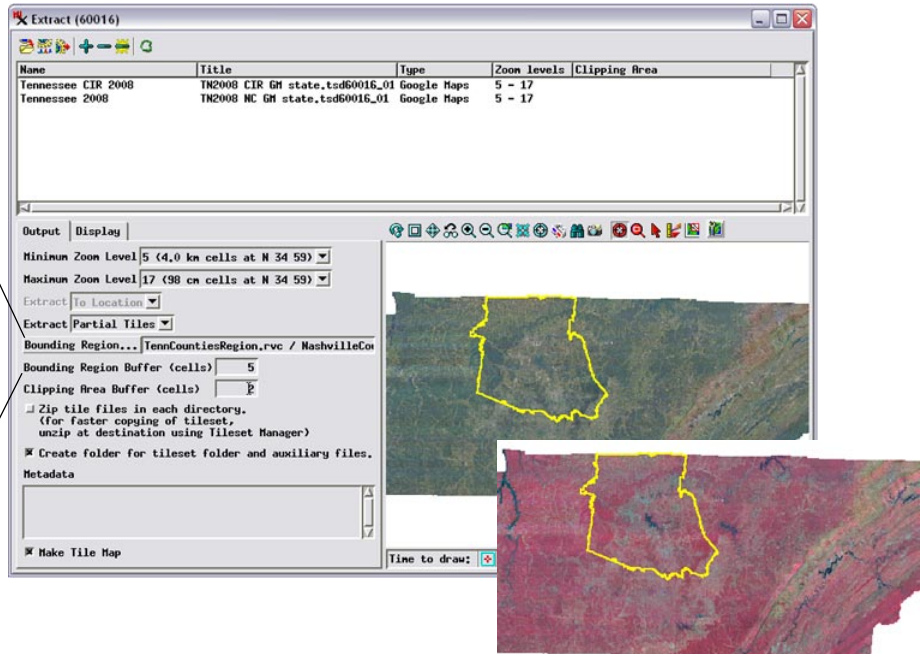 Extract (60016)
Name Title Type Zoom levels Clipping Area
Tennessee CIR 2008 TN2008 CIR GM state.tsd60016_01 Google Maps 5 - 17
Tennessee 2008 TN2008 NC GM state.tsd60016_01 Google Maps 5 - 17
Output Display
Minimum Zoom Level 5 (4.0 km cells at N 34 59)
Maximum Zoom Level 17 (98 cm cells at N 34 59)
Extract To Location
Extract Partial Tiles
Bounding Region... TennCountiesRegion.rvc / NashvilleCou
Bounding Region Buffer (cells) 5
Clipping Area Buffer (cells) 2
Zip tile files in each directory.
(for faster copying of tileset,
unzip at destination using Tileset Manager)
Create folder for tileset folder and auxiliary files.
Metadata
Make Tile Map
Time to draw: